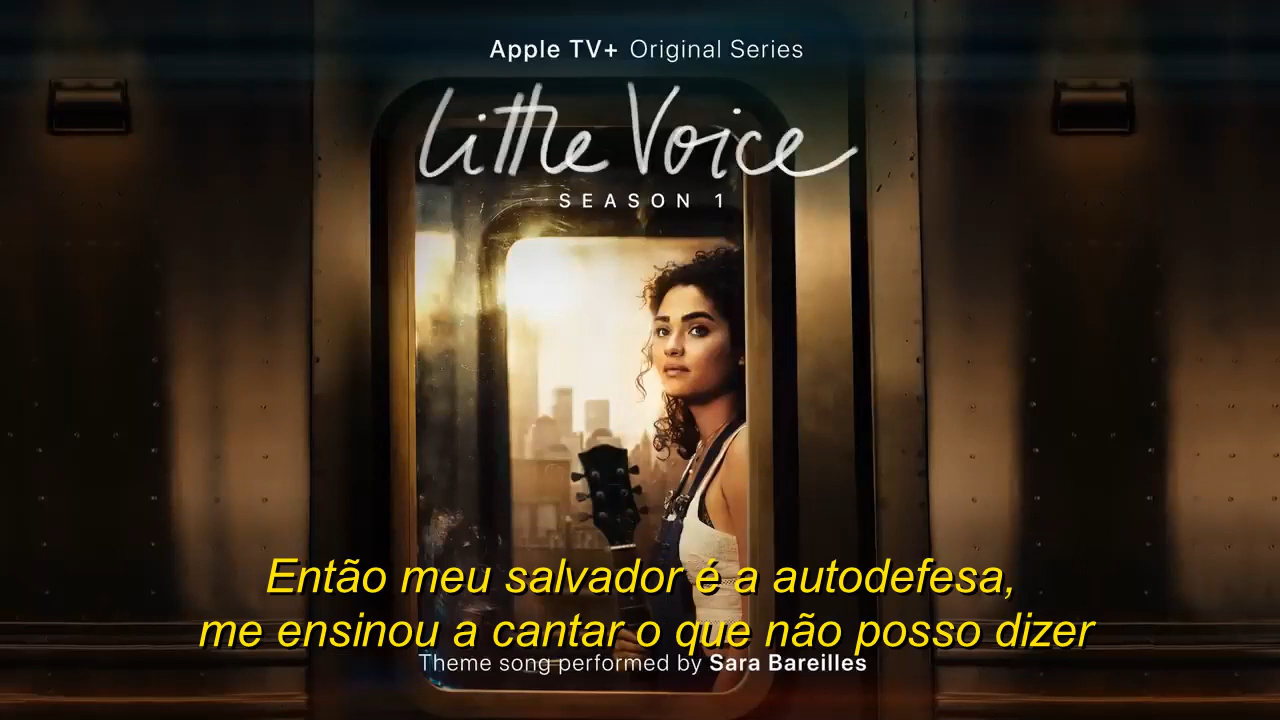 Apple TV+ Original Series
Little Voice
SEASON 1
Então meu salvador é a autodefesa,
me ensinou a cantar o que não posso dizer
Theme song performed by Sara Bareilles